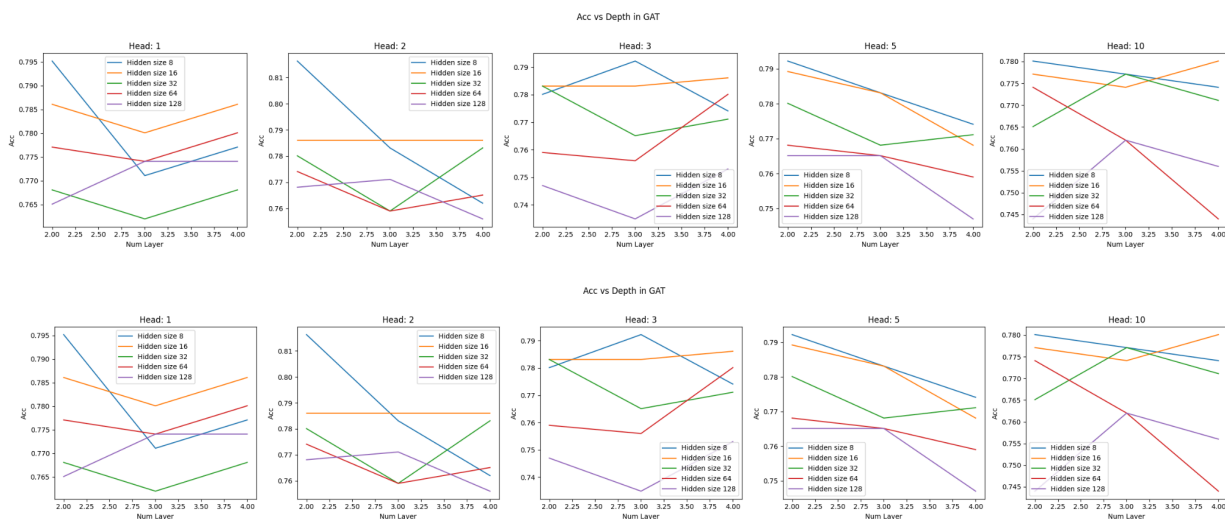 Acc vs Depth in GAT
Head: 1
Acc
0.795
0.790
0.785
0.780
0.775
0.770
0.765
Hidden size 8
Hidden size 16
Hidden size 32
Hidden size 64
Hidden size 128
2.00 2.25 2.50 2.75 3.00 3.25 3.50 3.75 4.00
Num Layer
Head: 2
Acc
0.81
0.80
0.79
0.78
0.77
0.76
Hidden size 8
Hidden size 16
Hidden size 32
Hidden size 64
Hidden size 128
2.00 2.25 2.50 2.75 3.00 3.25 3.50 3.75 4.00
Num Layer
Head: 3
Acc
0.79
0.78
0.77
0.76
0.75
0.74
Hidden size 8
Hidden size 16
Hidden size 32
Hidden size 64
Hidden size 128
2.00 2.25 2.50 2.75 3.00 3.25 3.50 3.75 4.00
Num Layer
Head: 5
Acc
0.79
0.78
0.77
0.76
0.75
Hidden size 8
Hidden size 16
Hidden size 32
Hidden size 64
Hidden size 128
2.00 2.25 2.50 2.75 3.00 3.25 3.50 3.75 4.00
Num Layer
Head: 10
Acc
0.780
0.775
0.770
0.765
0.760
0.755
0.750
0.745
Hidden size 8
Hidden size 16
Hidden size 32
Hidden size 64
Hidden size 128
2.00 2.25 2.50 2.75 3.00 3.25 3.50 3.75 4.00
Num Layer
Acc vs Depth in GAT
Head: 1
Acc
0.795
0.790
0.785
0.780
0.775
0.770
0.765
Hidden size 8
Hidden size 16
Hidden size 32
Hidden size 64
Hidden size 128
2.00 2.25 2.50 2.75 3.00 3.25 3.50 3.75 4.00
Num Layer
Head: 2
Acc
0.81
0.80
0.79
0.78
0.77
0.76
Hidden size 8
Hidden size 16
Hidden size 32
Hidden size 64
Hidden size 128
2.00 2.25 2.50 2.75 3.00 3.25 3.50 3.75 4.00
Num Layer
Head: 3
Acc
0.79
0.78
0.77
0.76
0.75
0.74
Hidden size 8
Hidden size 16
Hidden size 32
Hidden size 64
Hidden size 128
2.00 2.25 2.50 2.75 3.00 3.25 3.50 3.75 4.00
Num Layer
Head: 5
Acc
0.79
0.78
0.77
0.76
0.75
Hidden size 8
Hidden size 16
Hidden size 32
Hidden size 64
Hidden size 128
2.00 2.25 2.50 2.75 3.00 3.25 3.50 3.75 4.00
Num Layer
Head: 10
Acc
0.780
0.775
0.770
0.765
0.760
0.755
0.750
0.745
Hidden size 8
Hidden size 16
Hidden size 32
Hidden size 64
Hidden size 128
2.00 2.25 2.50 2.75 3.00 3.25 3.50 3.75 4.00
Num Layer